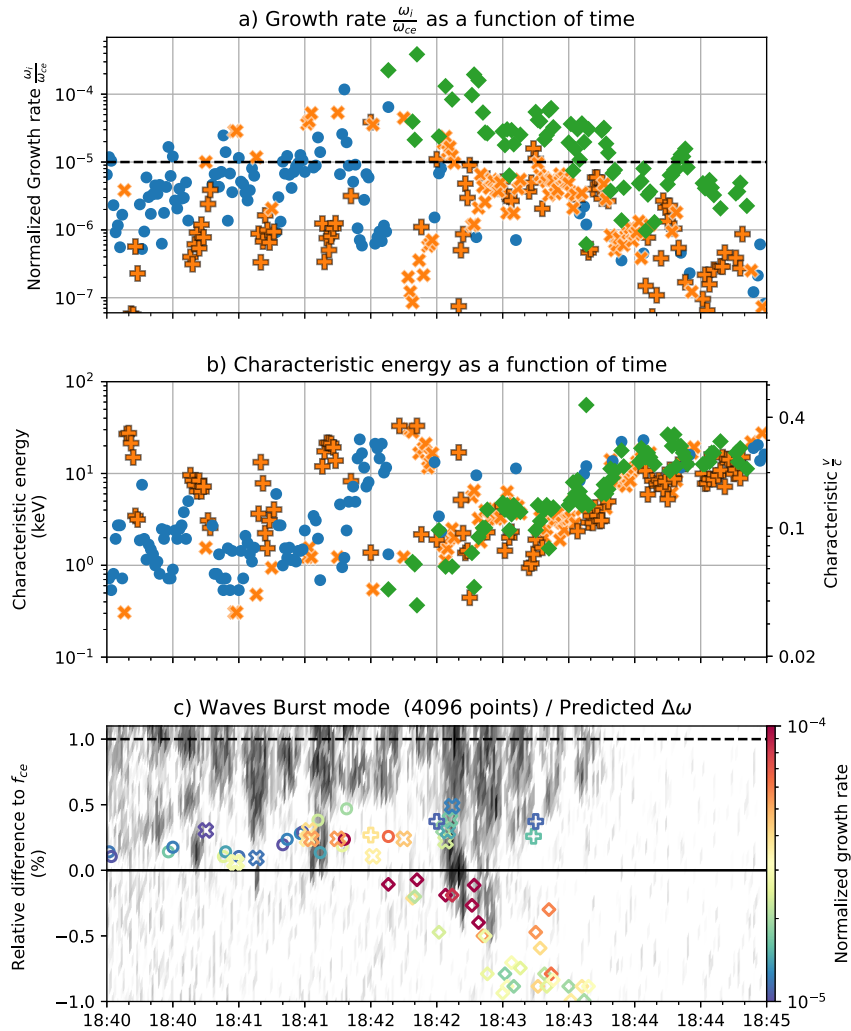 a) Growth rate ωi/ωce as a function of time
Normalized Growth rate ωi/ωce
10⁻⁴
10⁻⁵
10⁻⁶
10⁻⁷
b) Characteristic energy as a function of time
Characteristic energy
(keV)
10²
10¹
10⁰
10⁻¹
0.4
0.1
0.02
Characteristic v/c
c) Waves Burst mode (4096 points) / Predicted Δω
Relative difference to fce
(%)
1.0
0.5
0.0
−0.5
−1.0
18:40 18:40 18:41 18:41 18:42 18:42 18:43 18:43 18:44 18:44 18:45
10⁻⁴
10⁻⁵
Normalized growth rate